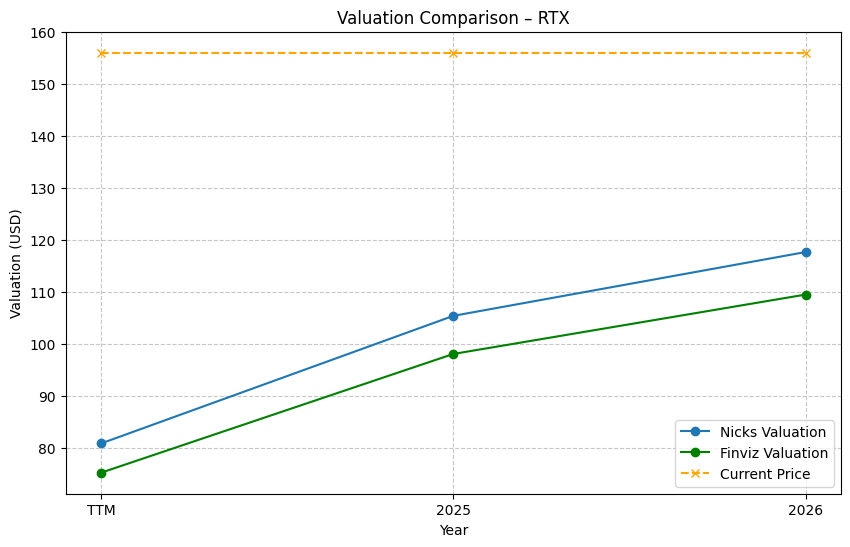 Valuation Comparison – RTX
Valuation (USD)
160
150
140
130
120
110
100
90
80
TTM
2025
2026
Year
Nicks Valuation
Finviz Valuation
Current Price